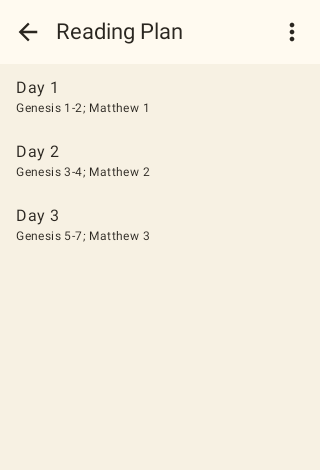 Reading Plan
Day 1
Genesis 1-2; Matthew 1
Day 2
Genesis 3-4; Matthew 2
Day 3
Genesis 5-7; Matthew 3